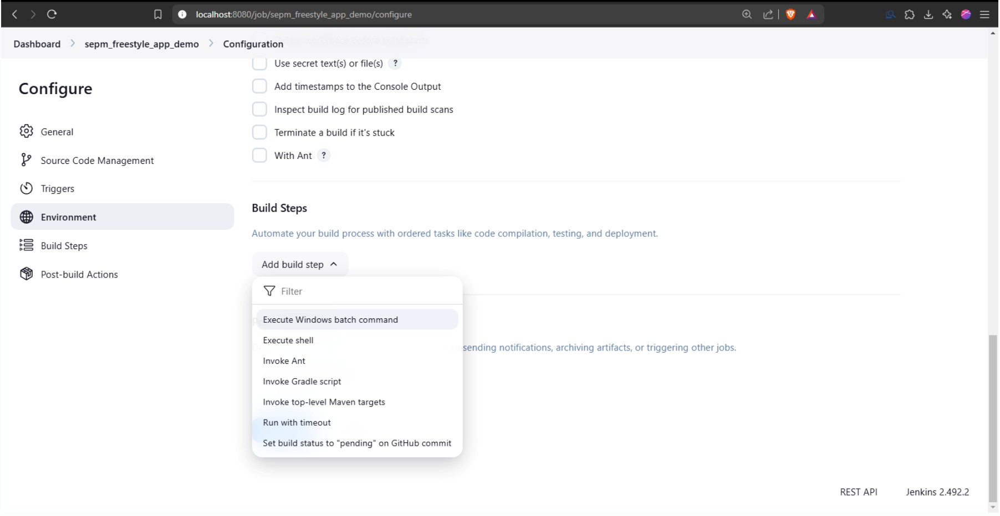 localhost:8080/job/sepm_freestyle_app_demo/configure
Dashboard > sepm_freestyle_app_demo > Configuration
Delete workspace before build starts
Configure
General
Source Code Management
Triggers
Environment
Build Steps
Post-build Actions
Use secret text(s) or file(s) ?
Add timestamps to the Console Output
Inspect build log for published build scans
Terminate a build if it's stuck
With Ant ?
Build Steps
Automate your build process with ordered tasks like code compilation, testing, and deployment.
Add build step
Filter
Execute Windows batch command
Execute shell
sending notifications, archiving artifacts, or triggering other jobs.
Invoke Ant
Invoke Gradle script
Invoke top-level Maven targets
Run with timeout
Set build status to "pending" on GitHub commit
REST API Jenkins 2.492.2